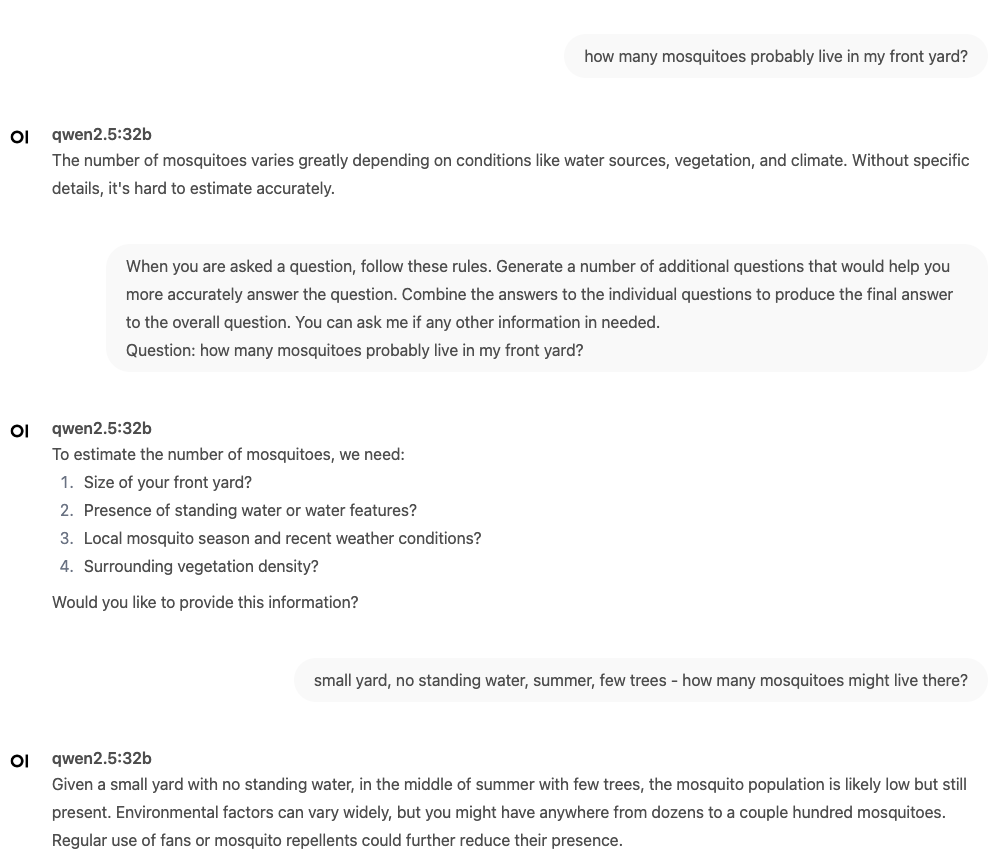 how many mosquitoes probably live in my front yard?
OI qwen2.5:32b
The number of mosquitoes varies greatly depending on conditions like water sources, vegetation, and climate. Without specific
details, it's hard to estimate accurately.
When you are asked a question, follow these rules. Generate a number of additional questions that would help you
more accurately answer the question. Combine the answers to the individual questions to produce the final answer
to the overall question. You can ask me if any other information in needed.
Question: how many mosquitoes probably live in my front yard?
OI qwen2.5:32b
To estimate the number of mosquitoes, we need:
1. Size of your front yard?
2. Presence of standing water or water features?
3. Local mosquito season and recent weather conditions?
4. Surrounding vegetation density?
Would you like to provide this information?
small yard, no standing water, summer, few trees - how many mosquitoes might live there?
OI qwen2.5:32b
Given a small yard with no standing water, in the middle of summer with few trees, the mosquito population is likely low but still
present. Environmental factors can vary widely, but you might have anywhere from dozens to a couple hundred mosquitoes.
Regular use of fans or mosquito repellents could further reduce their presence.